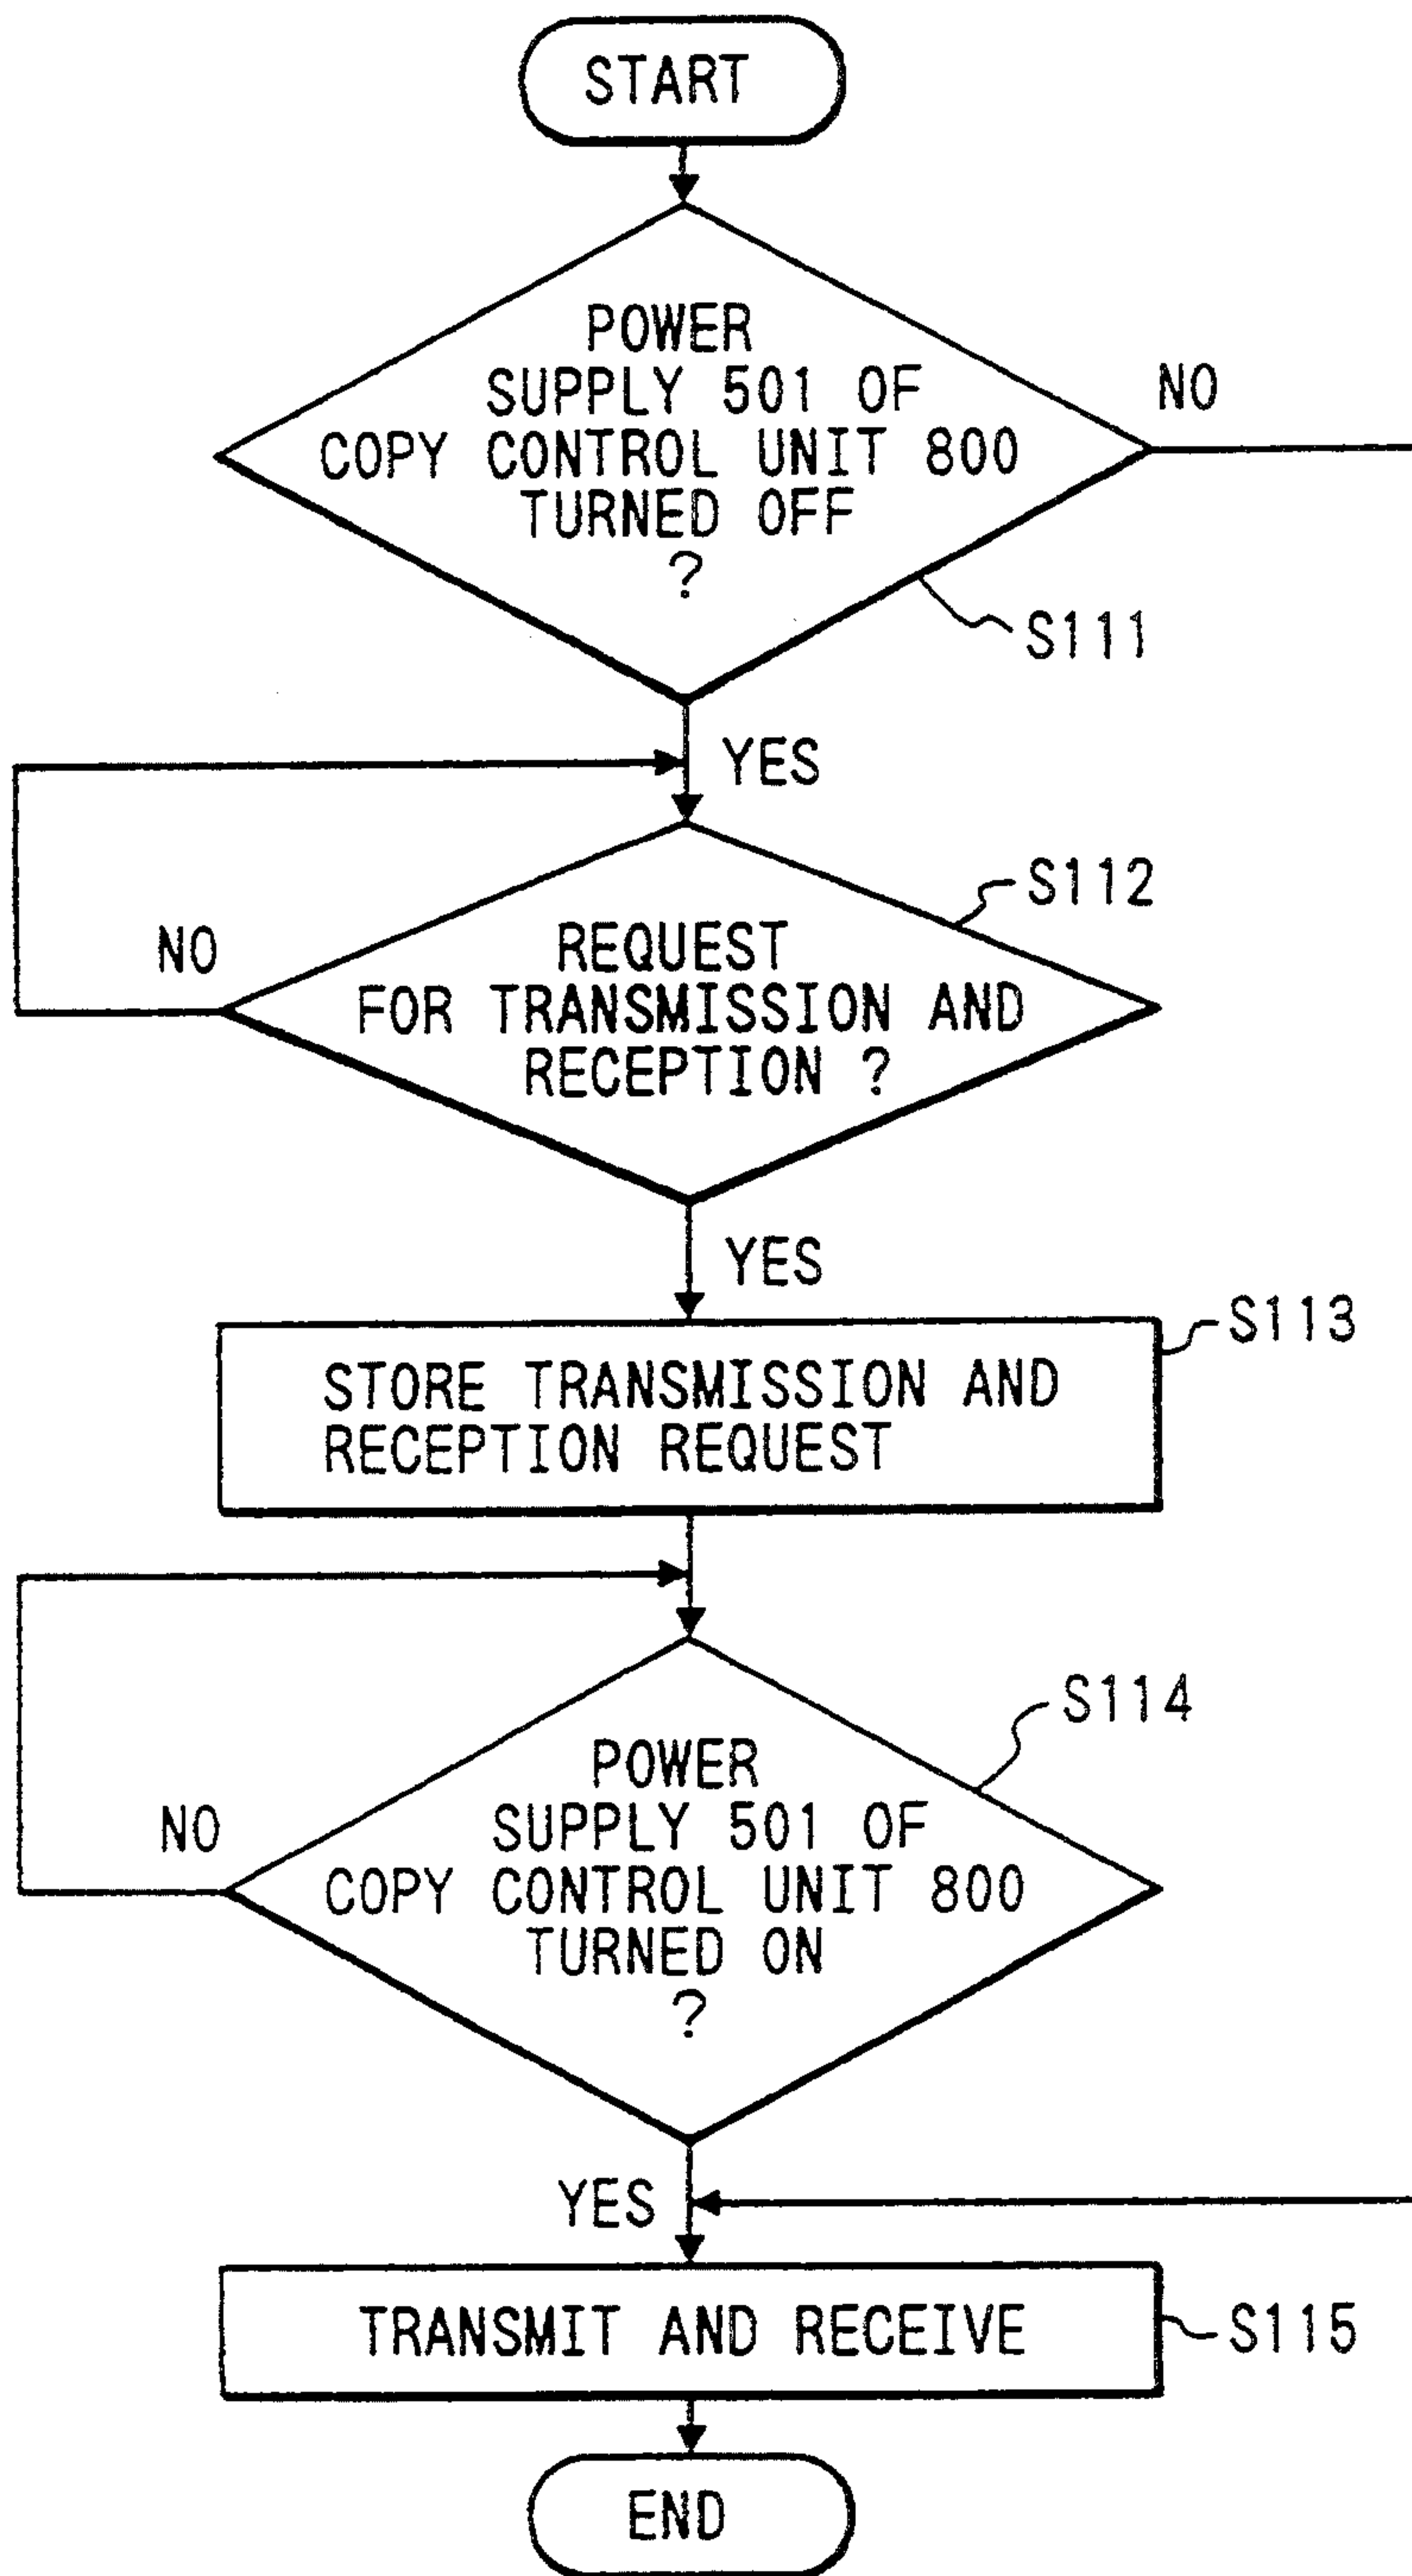 START
POWER
SUPPLY 501 OF
COPY CONTROL UNIT 800
TURNED OFF
?
NO
S111
YES
S112
REQUEST
FOR TRANSMISSION AND
RECEPTION ?
NO
YES
S113
STORE TRANSMISSION AND
RECEPTION REQUEST
S114
POWER
SUPPLY 501 OF
COPY CONTROL UNIT 800
TURNED ON
?
NO
YES
TRANSMIT AND RECEIVE
S115
END